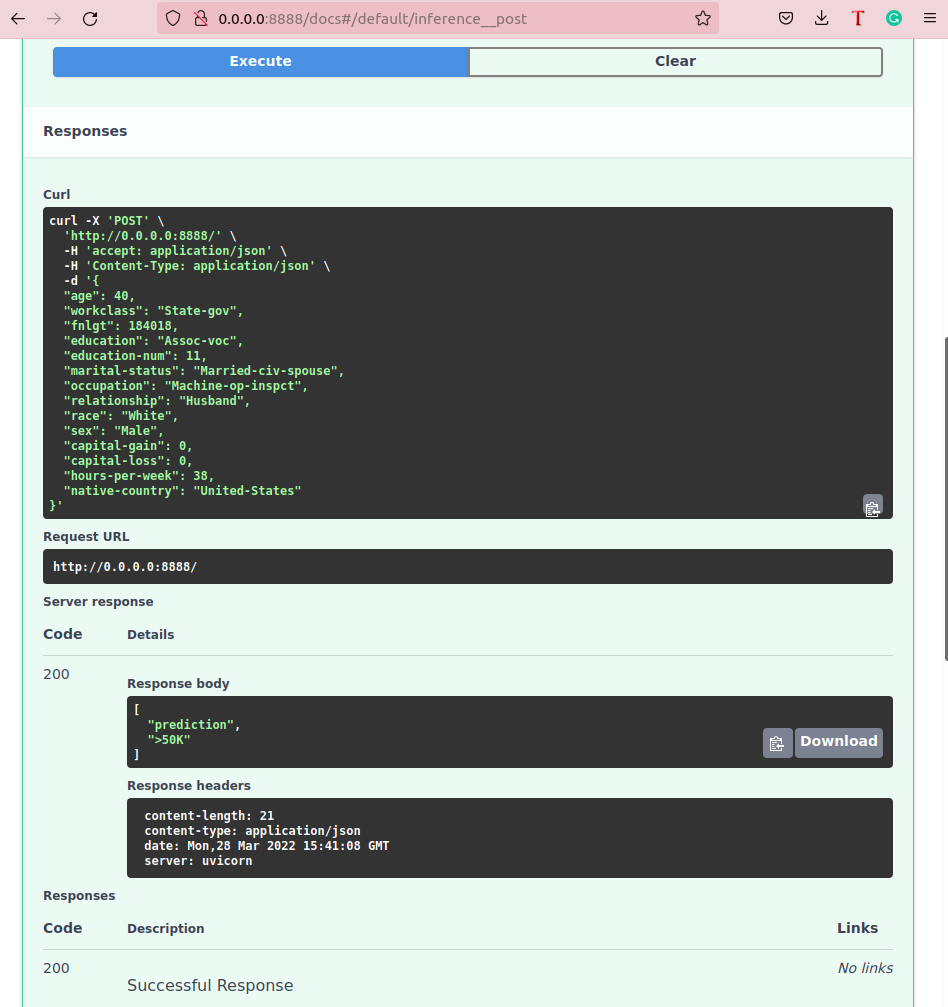 0.0.0.0:8888/docs#/default/inference__post
Execute
Clear
Responses
Curl
curl -X 'POST' \
  'http://0.0.0.0:8888/' \
  -H 'accept: application/json' \
  -H 'Content-Type: application/json' \
  -d '{
  "age": 40,
  "workclass": "State-gov",
  "fnlgt": 184018,
  "education": "Assoc-voc",
  "education-num": 11,
  "marital-status": "Married-civ-spouse",
  "occupation": "Machine-op-inspct",
  "relationship": "Husband",
  "race": "White",
  "sex": "Male",
  "capital-gain": 0,
  "capital-loss": 0,
  "hours-per-week": 38,
  "native-country": "United-States"
}'
Request URL
http://0.0.0.0:8888/
Server response
Code Details
200
Response body
[
  "prediction",
  ">50K"
]
Download
Response headers
content-length: 21
content-type: application/json
date: Mon,28 Mar 2022 15:41:08 GMT
server: uvicorn
Responses
Code Description Links
200 No links
Successful Response